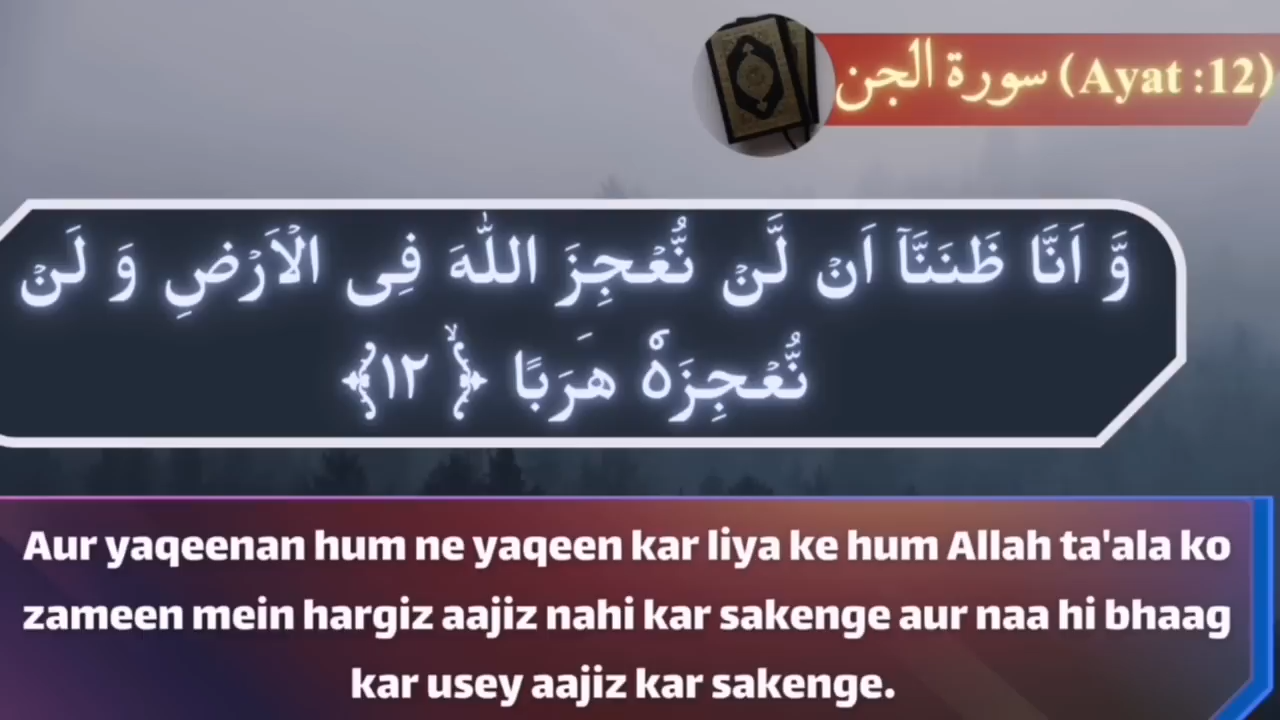 سورة الجن (Ayat :12)
وَّ اَنَّا ظَنَنَّاۤ اَنۡ لَّنۡ نُّعۡجِزَ اللّٰهَ فِى الۡاَرۡضِ وَ لَنۡ
نُّعۡجِزَهٗ هَرَبًا ۙ﴿۱۲﴾
Aur yaqeenan hum ne yaqeen kar liya ke hum Allah ta'ala ko
zameen mein hargiz aajiz nahi kar sakenge aur naa hi bhaag
kar usey aajiz kar sakenge.